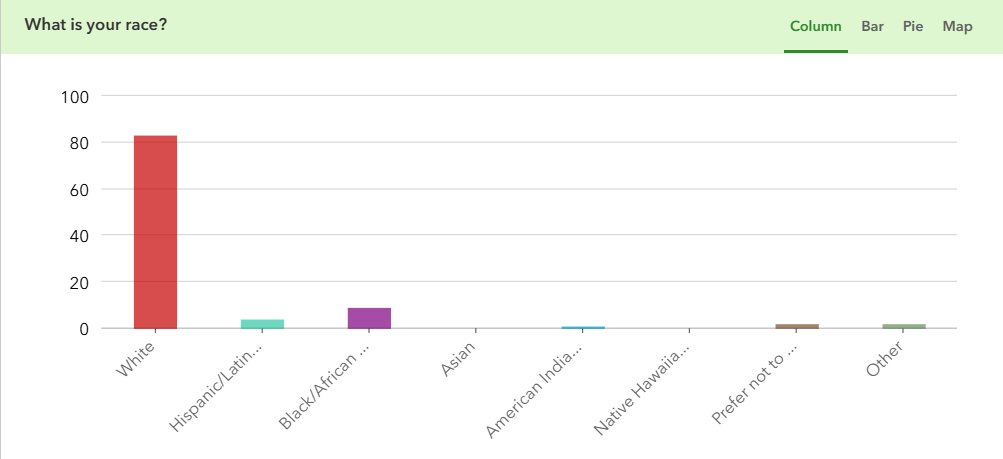 What is your race?
Column Bar Pie Map
100
80
60
40
20
0
White
Hispanic/Latin...
Black/African ...
Asian
American India...
Native Hawaiia...
Prefer not to ...
Other